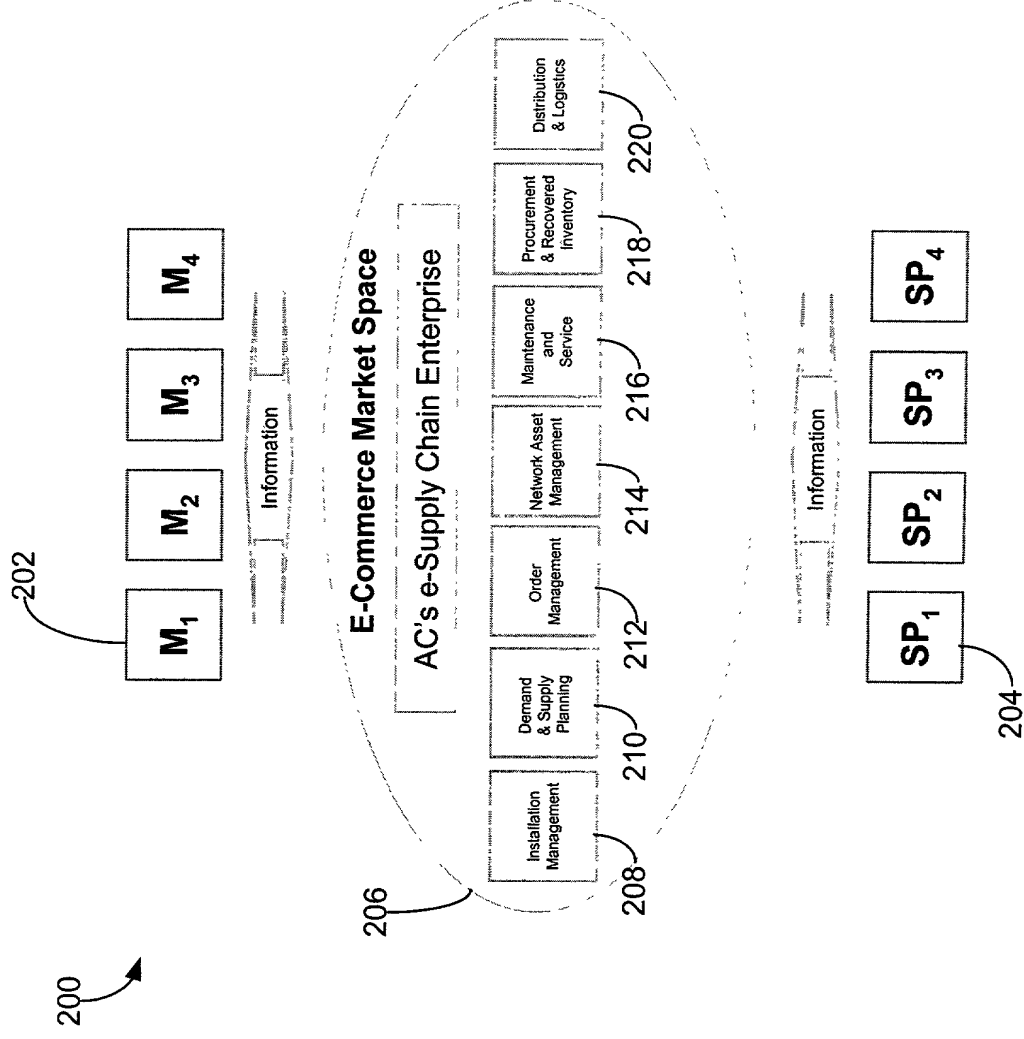 200
202
M1
M2
M3
M4
Information
206
E-Commerce Market Space
AC's e-Supply Chain Enterprise
Installation
Management
Demand
& Supply
Planning
Order
Management
Network Asset
Management
Maintenance
and
Service
Procurement
& Recovered
Inventory
Distribution
& Logistics
208
210
212
214
216
218
220
Information
SP1
SP2
SP3
SP4
204